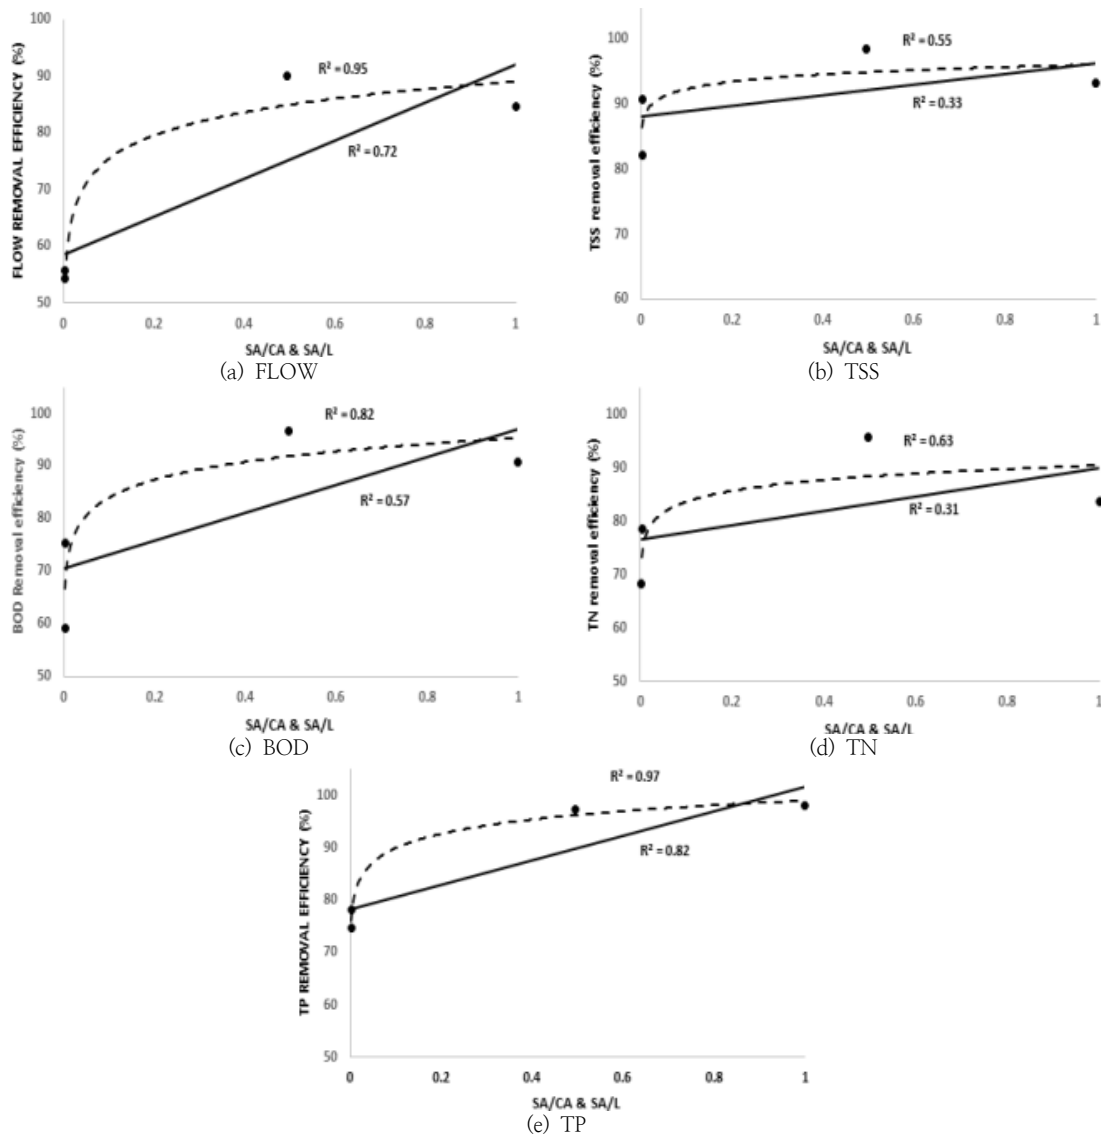 FLOW REMOVAL EFFICIENCY (%)
100
90
80
70
60
50
R² = 0.95
R² = 0.72
0 0.2 0.4 0.6 0.8 1
SA/CA & SA/L
(a) FLOW
TSS removal efficiency (%)
100
90
80
70
60
R² = 0.55
R² = 0.33
0 0.2 0.4 0.6 0.8 1
SA/CA & SA/L
(b) TSS
BOD Removal efficiency (%)
100
90
80
70
60
50
R² = 0.82
R² = 0.57
0 0.2 0.4 0.6 0.8 1
SA/CA & SA/L
(c) BOD
TN removal efficiency (%)
100
90
80
70
60
50
R² = 0.63
R² = 0.31
0 0.2 0.4 0.6 0.8 1
SA/CA & SA/L
(d) TN
TP REMOVAL EFFICIENCY (%)
100
90
80
70
60
50
R² = 0.97
R² = 0.82
0 0.2 0.4 0.6 0.8 1
SA/CA & SA/L
(e) TP